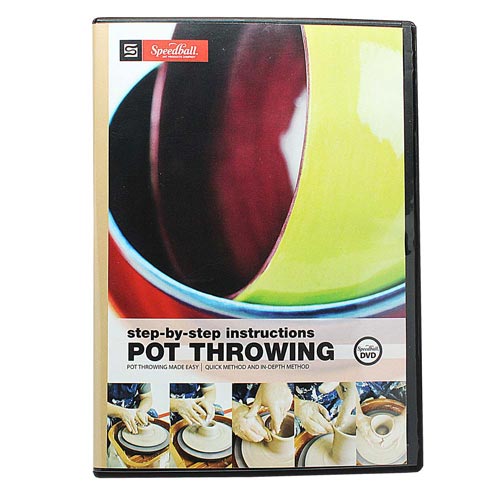 Speedball
ART PRODUCTS COMPANY
step-by-step instructions
POT THROWING
POT THROWING MADE EASY | QUICK METHOD AND IN-DEPTH METHOD
Speedball
DVD